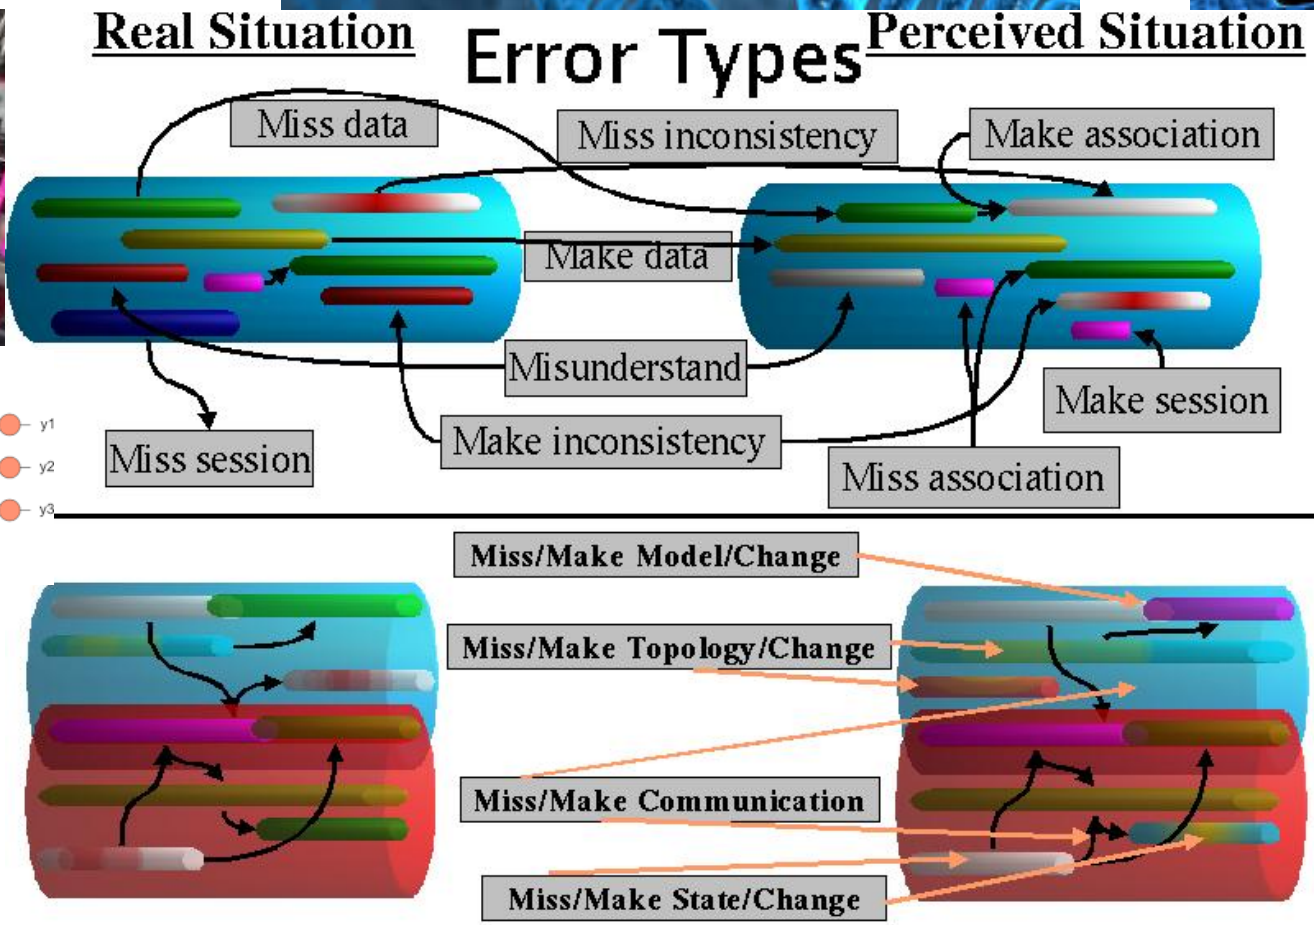 Real Situation
Error Types
Perceived Situation
Miss data
Miss inconsistency
Make association
Make data
Misunderstand
Make session
Make inconsistency
Miss session
Miss association
y1
y2
y3
Miss/Make Model/Change
Miss/Make Topology/Change
Miss/Make Communication
Miss/Make State/Change